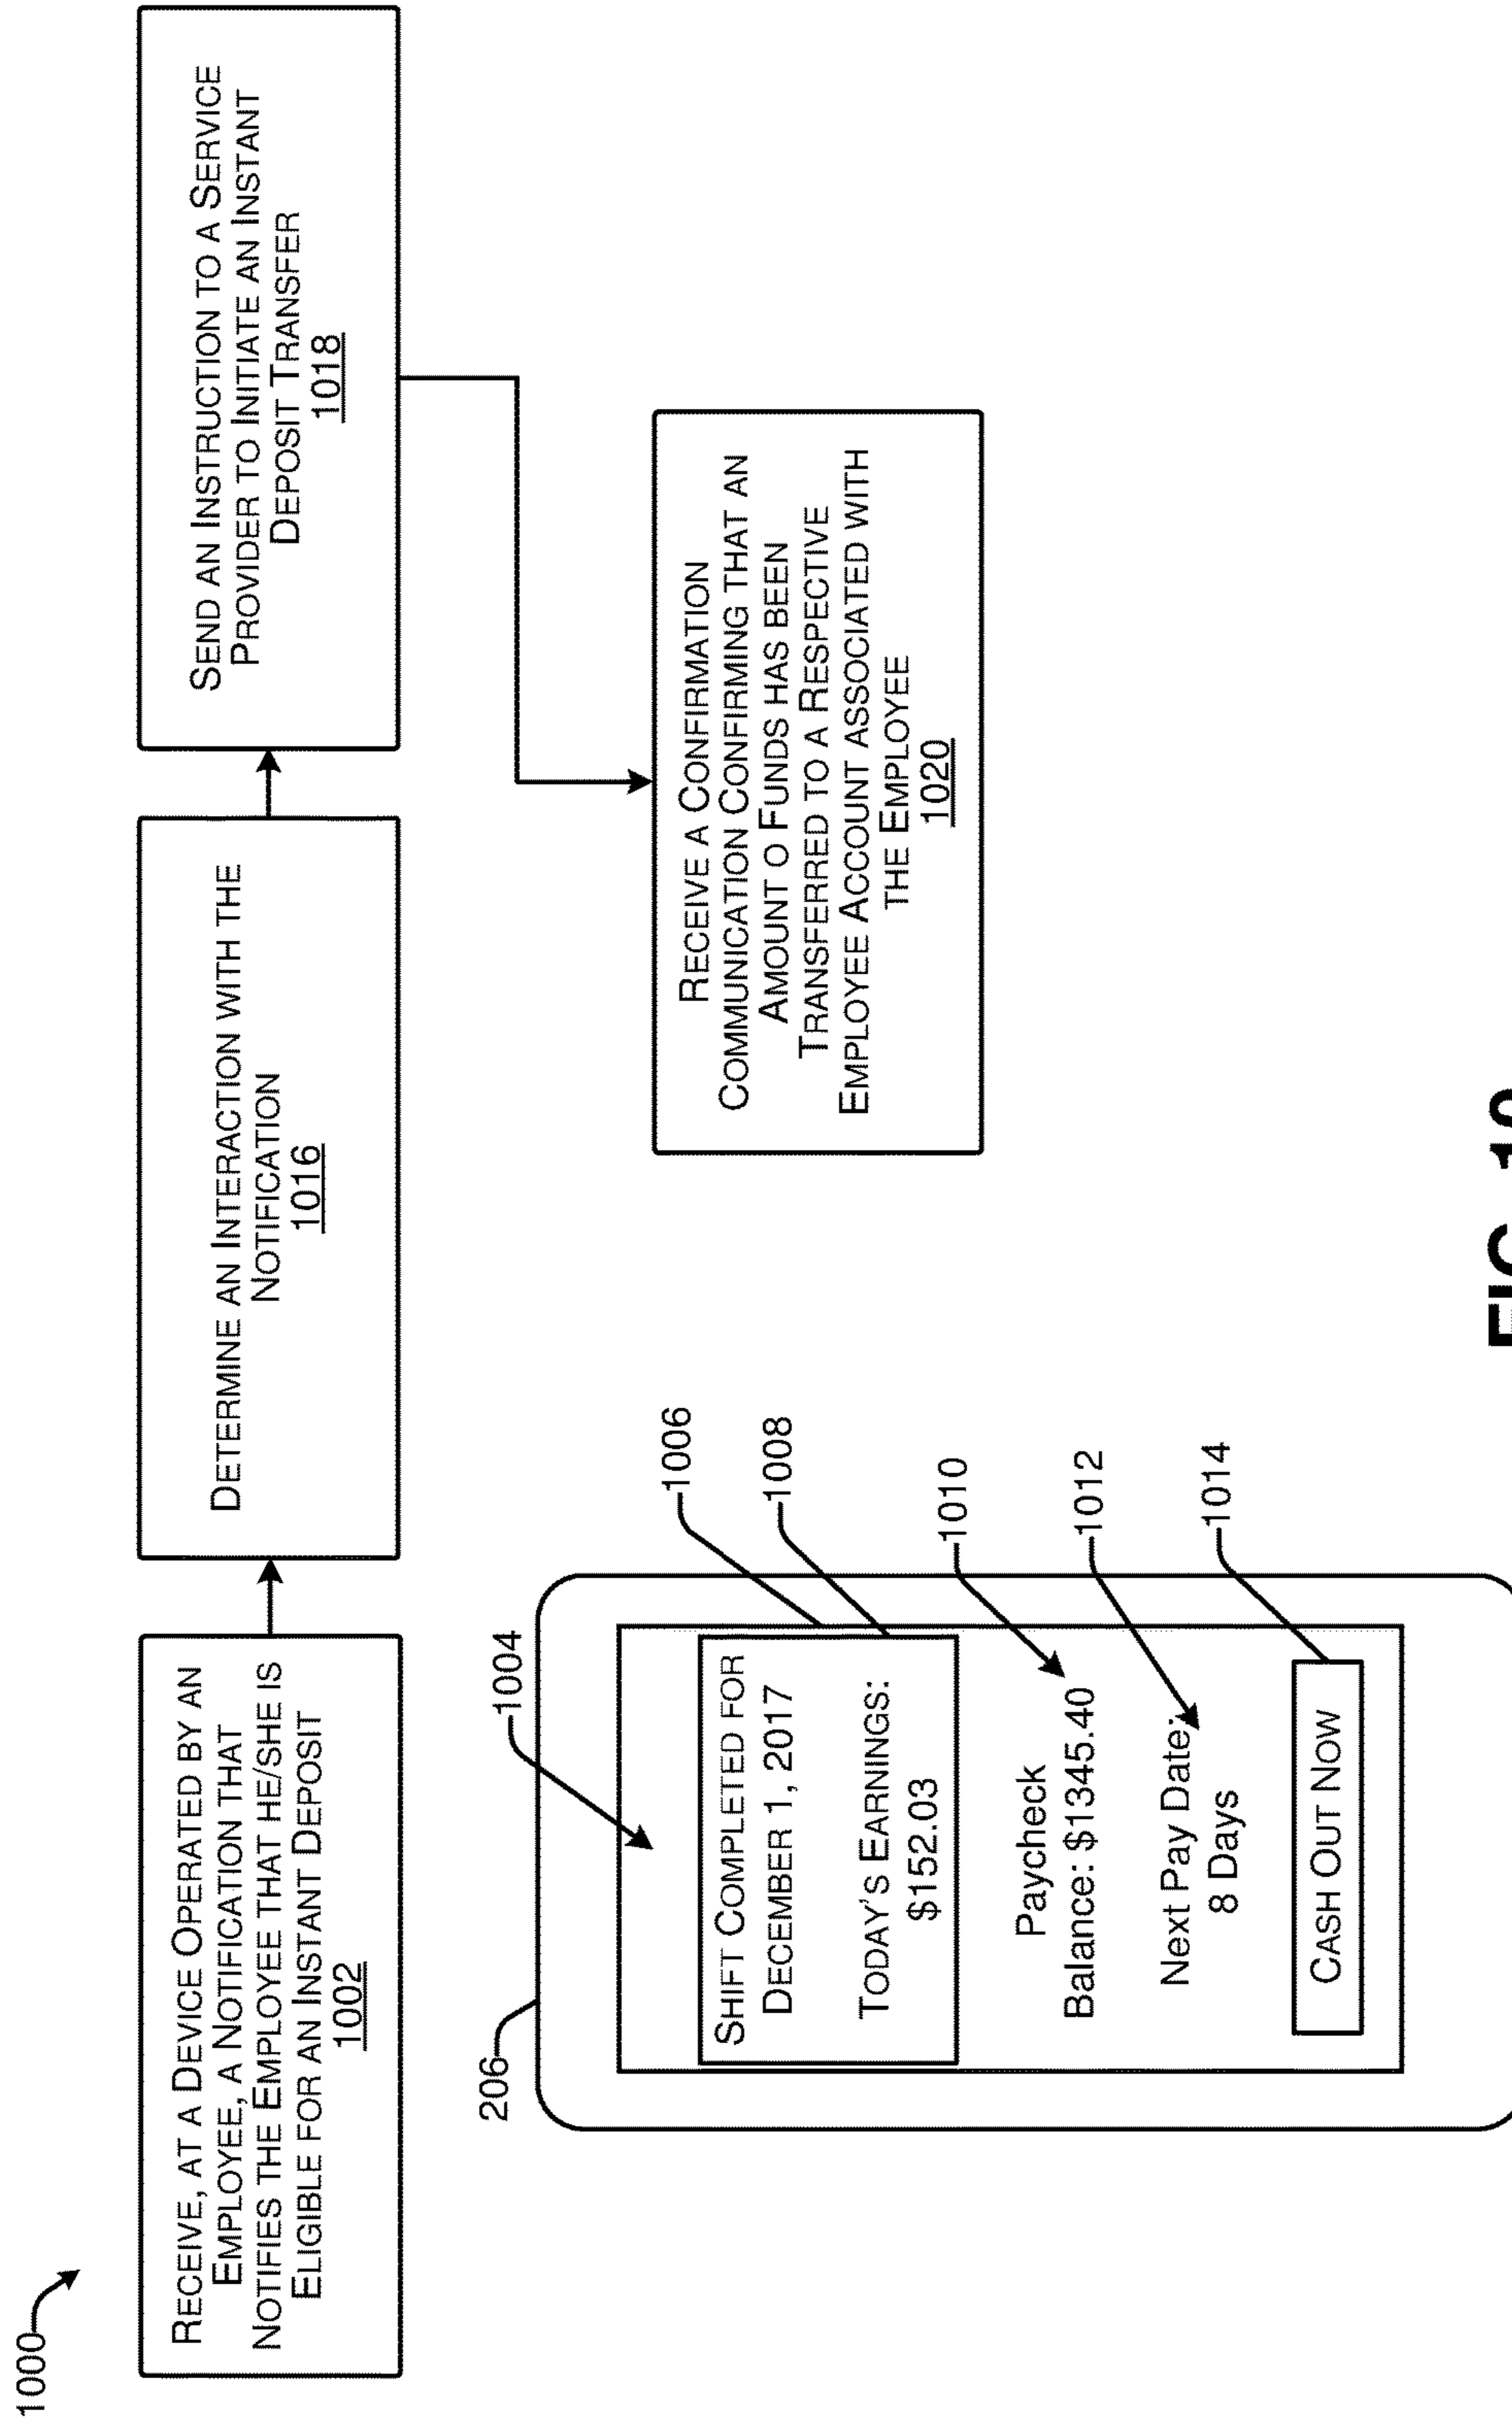 1000
RECEIVE, AT A DEVICE OPERATED BY AN
EMPLOYEE, A NOTIFICATION THAT
NOTIFIES THE EMPLOYEE THAT HE/SHE IS
ELIGIBLE FOR AN INSTANT DEPOSIT
1002
DETERMINE AN INTERACTION WITH THE
NOTIFICATION
1016
SEND AN INSTRUCTION TO A SERVICE
PROVIDER TO INITIATE AN INSTANT
DEPOSIT TRANSFER
1018
206
1004
SHIFT COMPLETED FOR
DECEMBER 1, 2017
TODAY'S EARNINGS:
$152.03
Paycheck
Balance: $1345.40
Next Pay Date:
8 Days
CASH OUT NOW
1006
1008
1010
1012
1014
RECEIVE A CONFIRMATION
COMMUNICATION CONFIRMING THAT AN
AMOUNT O FUNDS HAS BEEN
TRANSFERRED TO A RESPECTIVE
EMPLOYEE ACCOUNT ASSOCIATED WITH
THE EMPLOYEE
1020
FIG. 10